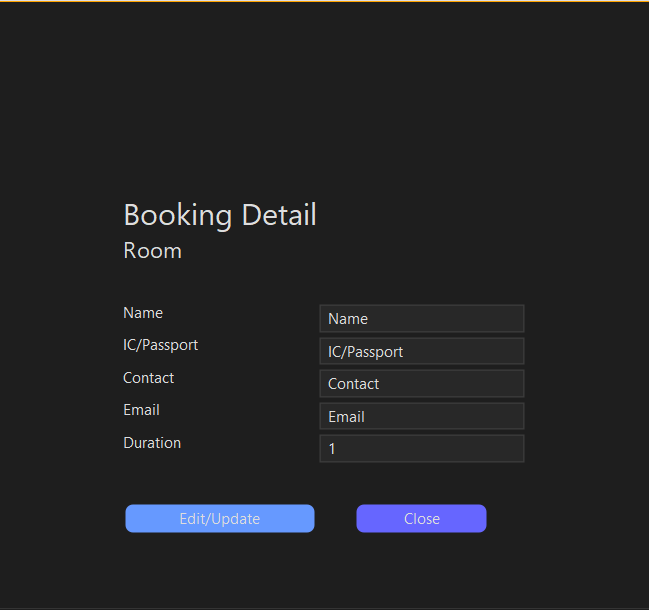 Booking Detail
Room
Name Name
IC/Passport IC/Passport
Contact Contact
Email Email
Duration 1
Edit/Update Close